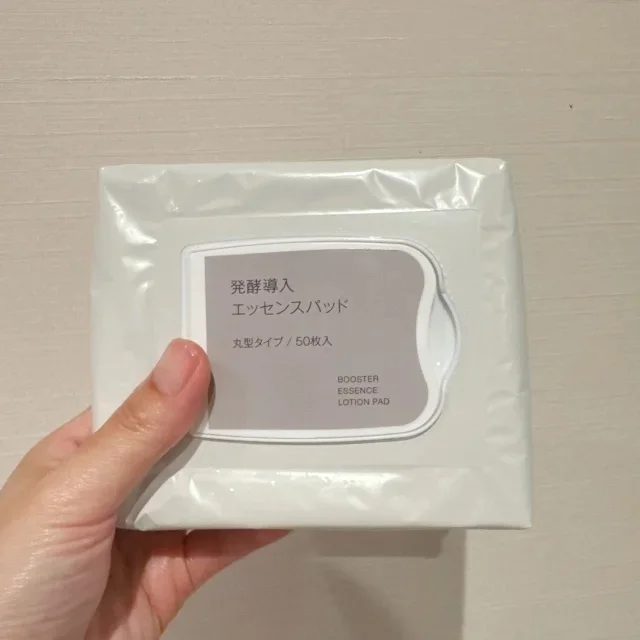 発酵導入
エッセンスパッド
丸型タイプ / 50枚入
BOOSTER
ESSENCE
LOTION PAD